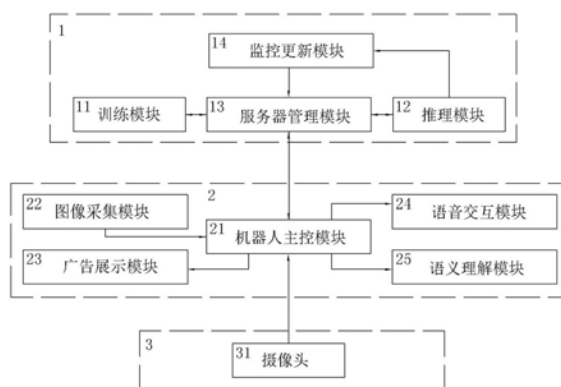 1
14 监控更新模块
11 训练模块
13 服务器管理模块
12 推理模块
2
22 图像采集模块
24 语音交互模块
21 机器人主控模块
23 广告展示模块
25 语义理解模块
3
31 摄像头